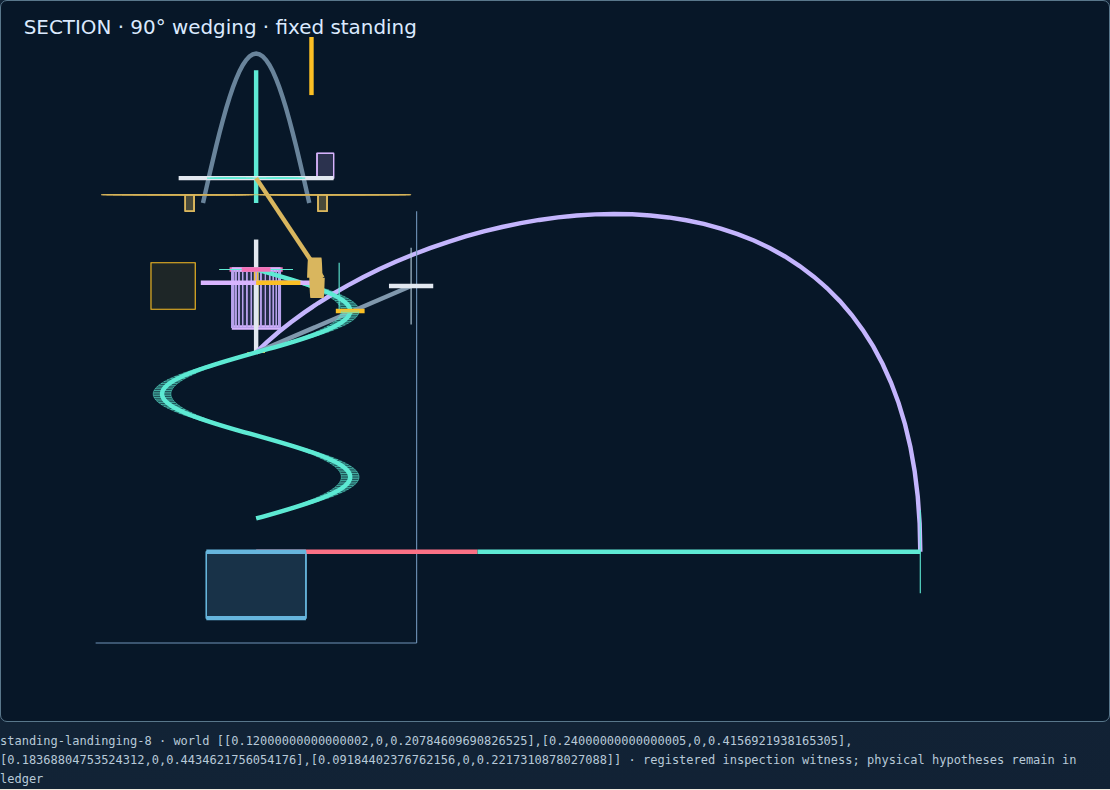 SECTION · 90° wedging · fixed standing
standing-landinging-8 · world [[0.12000000000000002,0,0.20784609690826525],[0.24000000000000005,0,0.4156921938165305],
[0.18368804753524312,0,0.4434621756054176],[0.09184402376762156,0,0.2217310878027088]] · registered inspection witness; physical hypotheses remain in
ledger